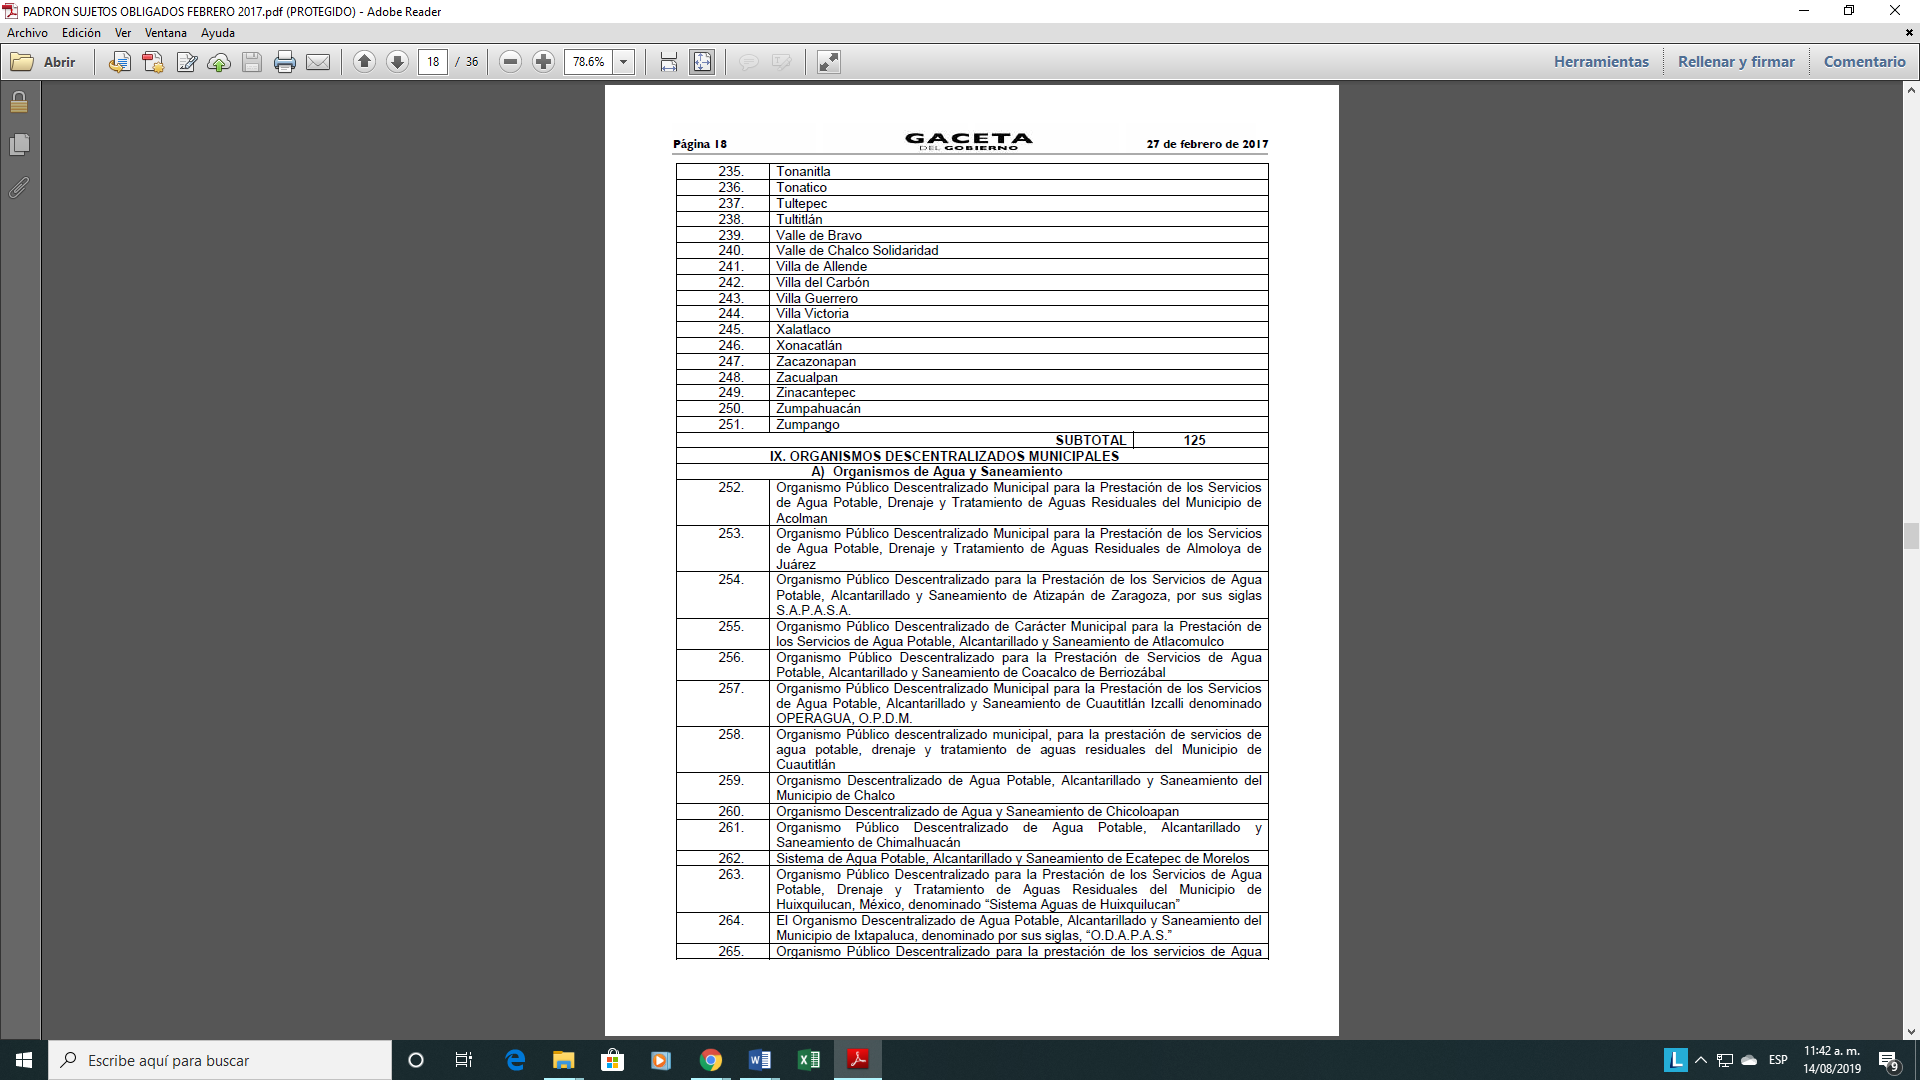 PADRON SUJETOS OBLIGADOS FEBRERO 2017.pdf (PROTEGIDO) - Adobe Reader
Archivo Edición Ver Ventana Ayuda
Abrir 18 / 36 78.6% Herramientas Rellenar y firmar Comentario
Página 18 GACETA DEL GOBIERNO 27 de febrero de 2017
235. Tonanitla
236. Tonatico
237. Tultepec
238. Tultitlán
239. Valle de Bravo
240. Valle de Chalco Solidaridad
241. Villa de Allende
242. Villa del Carbón
243. Villa Guerrero
244. Villa Victoria
245. Xalatlaco
246. Xonacatlán
247. Zacazonapan
248. Zacualpan
249. Zinacantepec
250. Zumpahuacán
251. Zumpango
SUBTOTAL 125
IX. ORGANISMOS DESCENTRALIZADOS MUNICIPALES
A) Organismos de Agua y Saneamiento
252. Organismo Público Descentralizado Municipal para la Prestación de los Servicios
de Agua Potable, Drenaje y Tratamiento de Aguas Residuales del Municipio de
Acolman
253. Organismo Público Descentralizado Municipal para la Prestación de los Servicios
de Agua Potable, Drenaje y Tratamiento de Aguas Residuales de Almoloya de
Juárez
254. Organismo Público Descentralizado para la Prestación de los Servicios de Agua
Potable, Alcantarillado y Saneamiento de Atizapán de Zaragoza, por sus siglas
S.A.P.A.S.A.
255. Organismo Público Descentralizado de Carácter Municipal para la Prestación de
los Servicios de Agua Potable, Alcantarillado y Saneamiento de Atlacomulco
256. Organismo Público Descentralizado para la Prestación de Servicios de Agua
Potable, Alcantarillado y Saneamiento de Coacalco de Berriozábal
257. Organismo Público Descentralizado Municipal para la Prestación de los Servicios
de Agua Potable, Alcantarillado y Saneamiento de Cuautitlán Izcalli denominado
OPERAGUA, O.P.D.M.
258. Organismo Público descentralizado municipal, para la prestación de servicios de
agua potable, drenaje y tratamiento de aguas residuales del Municipio de
Cuautitlán
259. Organismo Descentralizado de Agua Potable, Alcantarillado y Saneamiento del
Municipio de Chalco
260. Organismo Descentralizado de Agua y Saneamiento de Chicoloapan
261. Organismo Público Descentralizado de Agua Potable, Alcantarillado y
Saneamiento de Chimalhuacán
262. Sistema de Agua Potable, Alcantarillado y Saneamiento de Ecatepec de Morelos
263. Organismo Público Descentralizado para la Prestación de los Servicios de Agua
Potable, Drenaje y Tratamiento de Aguas Residuales del Municipio de
Huixquilucan, México, denominado “Sistema Aguas de Huixquilucan”
264. El Organismo Descentralizado de Agua Potable, Alcantarillado y Saneamiento del
Municipio de Ixtapaluca, denominado por sus siglas, “O.D.A.P.A.S.”
265. Organismo Público Descentralizado para la prestación de los servicios de Agua
Escribe aquí para buscar
ESP
11:42 a. m.
14/08/2019
9